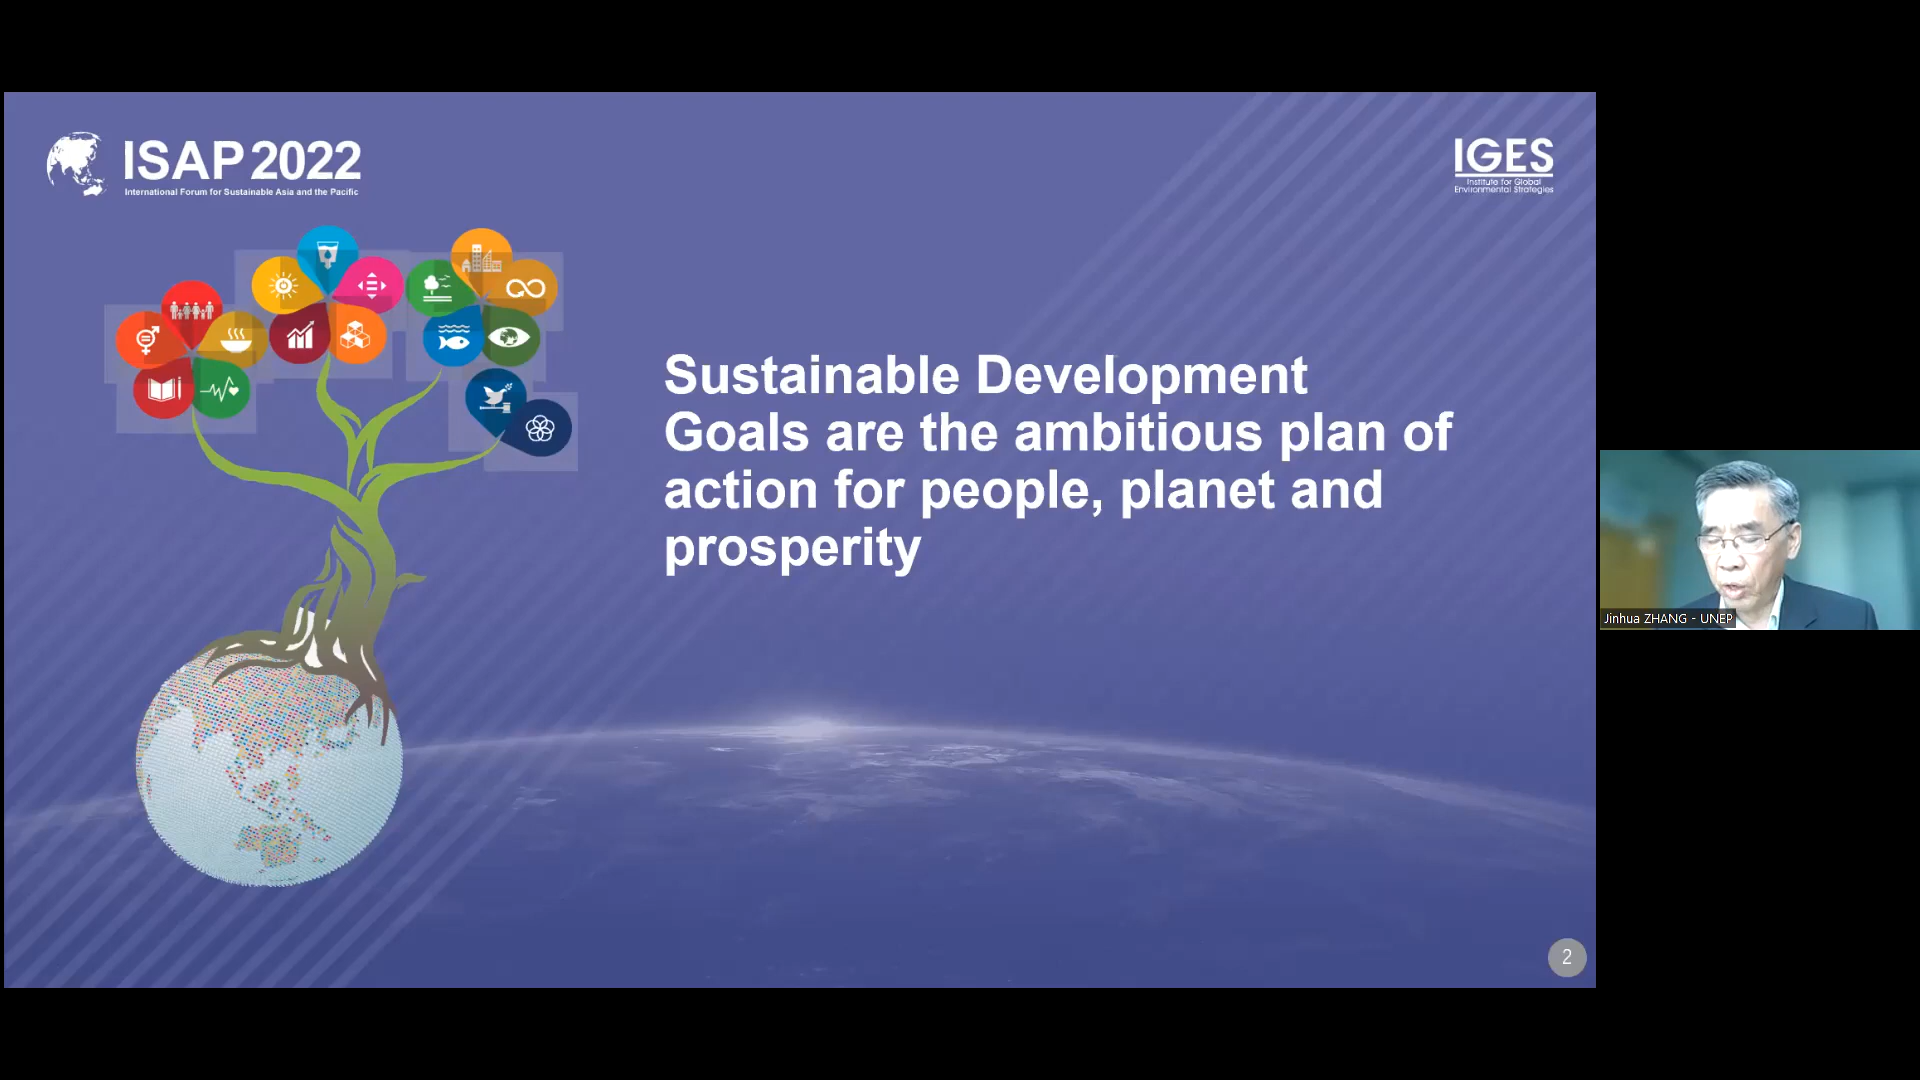 ISAP 2022
International Forum for Sustainable Asia and the Pacific
IGES
Institute for Global
Environmental Strategies
Sustainable Development
Goals are the ambitious plan of
action for people, planet and
prosperity
Jinhua ZHANG - UNEP
2